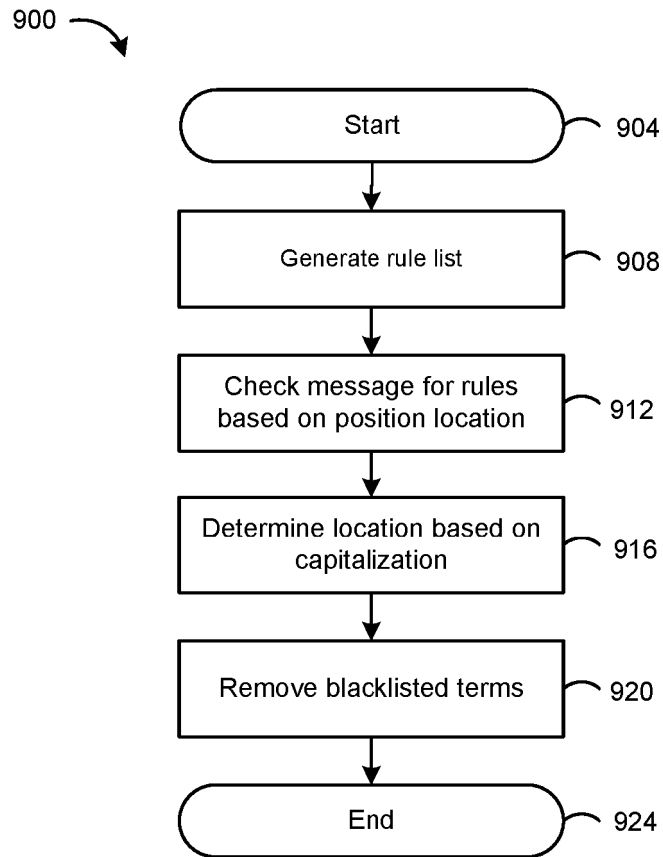 900
Start
904
Generate rule list
908
Check message for rules
based on position location
912
Determine location based on
capitalization
916
Remove blacklisted terms
920
End
924